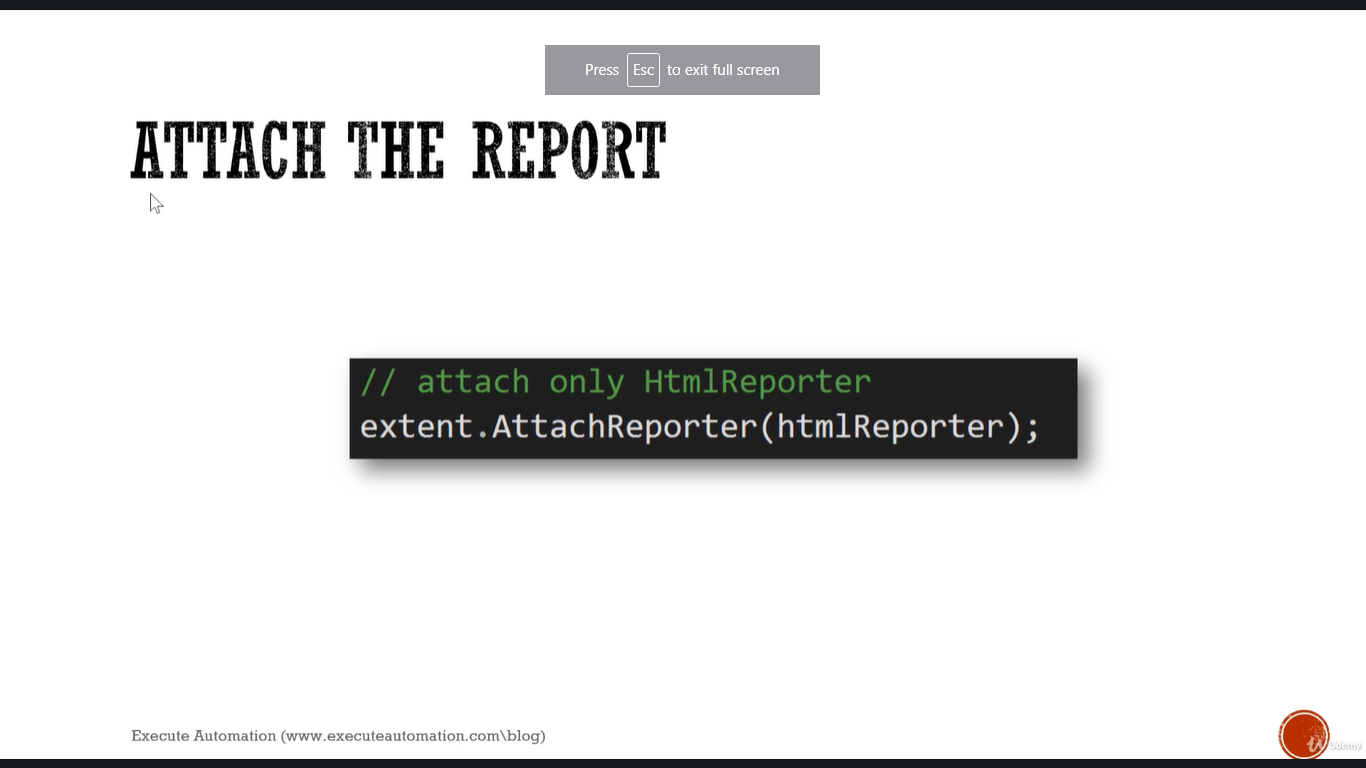 Press Esc to exit full screen
ATTACH THE REPORT
// attach only HtmlReporter
extent.AttachReporter(htmlReporter);
Execute Automation (www.executeautomation.com\blog)
Udemy